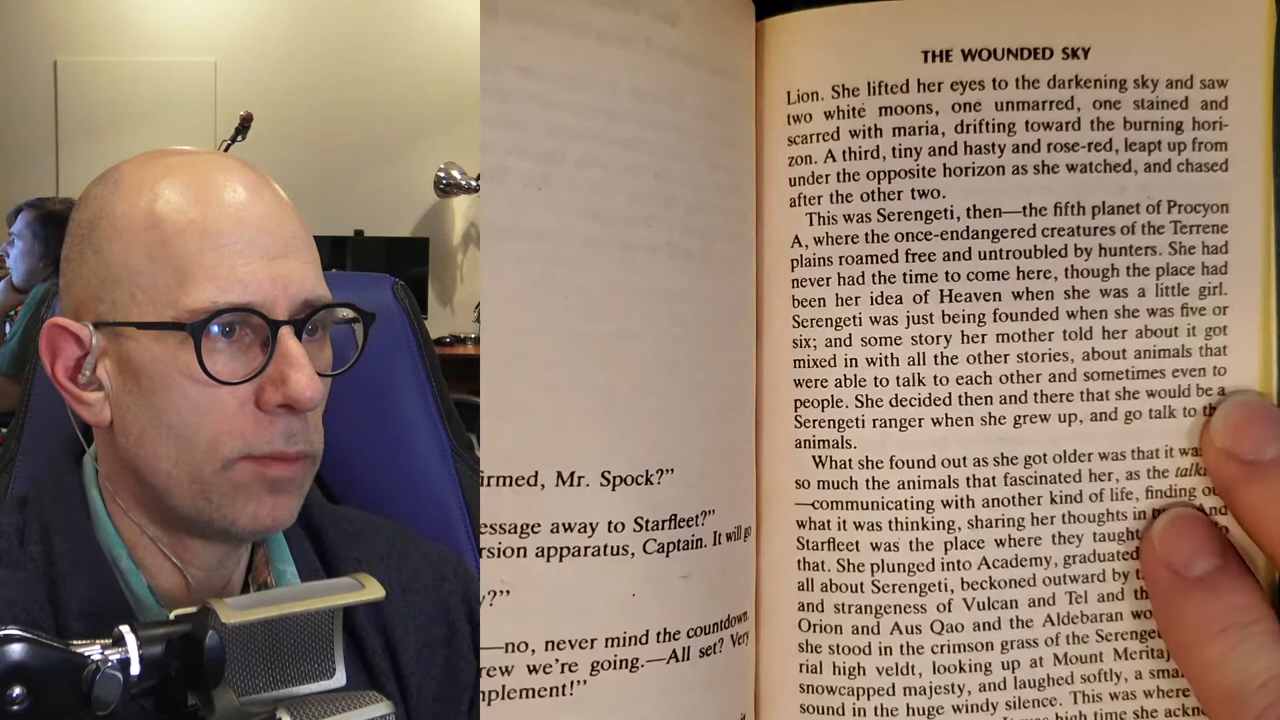 irmed, Mr. Spock?”
essage away to Starfleet?”
rsion apparatus, Captain. It will go
y?”
—no, never mind the countdown.
rew we’re going.—All set? Very
nplement!”
THE WOUNDED SKY
Lion. She lifted her eyes to the darkening sky and saw
two white moons, one unmarred, one stained and
scarred with maria, drifting toward the burning hori-
zon. A third, tiny and hasty and rose-red, leapt up from
under the opposite horizon as she watched, and chased
after the other two.
This was Serengeti, then—the fifth planet of Procyon
A, where the once-endangered creatures of the Terrene
plains roamed free and untroubled by hunters. She had
never had the time to come here, though the place had
been her idea of Heaven when she was a little girl.
Serengeti was just being founded when she was five or
six; and some story her mother told her about it got
mixed in with all the other stories, about animals that
were able to talk to each other and sometimes even to
people. She decided then and there that she would be a
Serengeti ranger when she grew up, and go talk to th
animals.
What she found out as she got older was that it was
so much the animals that fascinated her, as the talki
—communicating with another kind of life, finding ou
what it was thinking, sharing her thoughts in And
Starfleet was the place where they taught
that. She plunged into Academy, graduated
all about Serengeti, beckoned outward by t
and strangeness of Vulcan and Tel and th
Orion and Aus Qao and the Aldebaran wo
she stood in the crimson grass of the Serenge
rial high veldt, looking up at Mount Merita
snowcapped majesty, and laughed softly, a sma
sound in the huge windy silence. This was where
high time she ackn